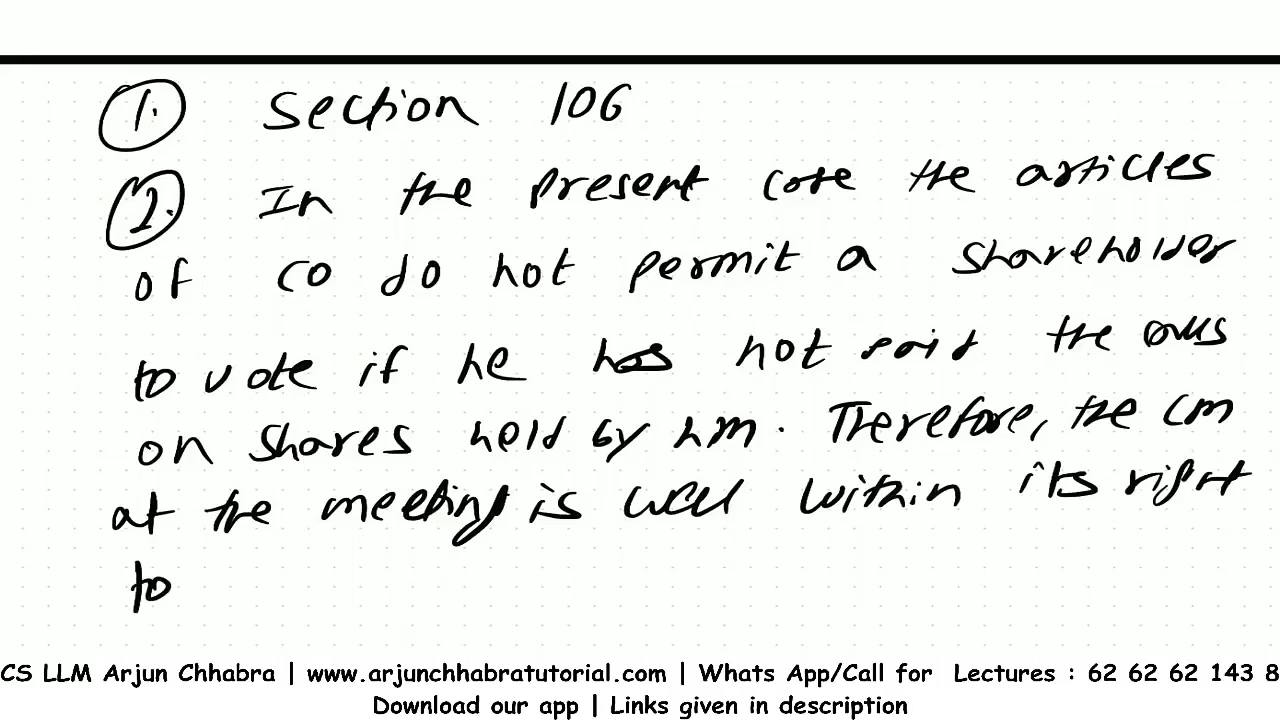 1. Section 106
2. In the present case the articles
of co do not permit a shareholder
to vote if he has not paid the calls
on shares held by him. Therefore, the cm
at the meeting is well within its right
to
CS LLM Arjun Chhabra | www.arjunchhabratutorial.com | Whats App/Call for Lectures : 62 62 62 143 8
Download our app | Links given in description